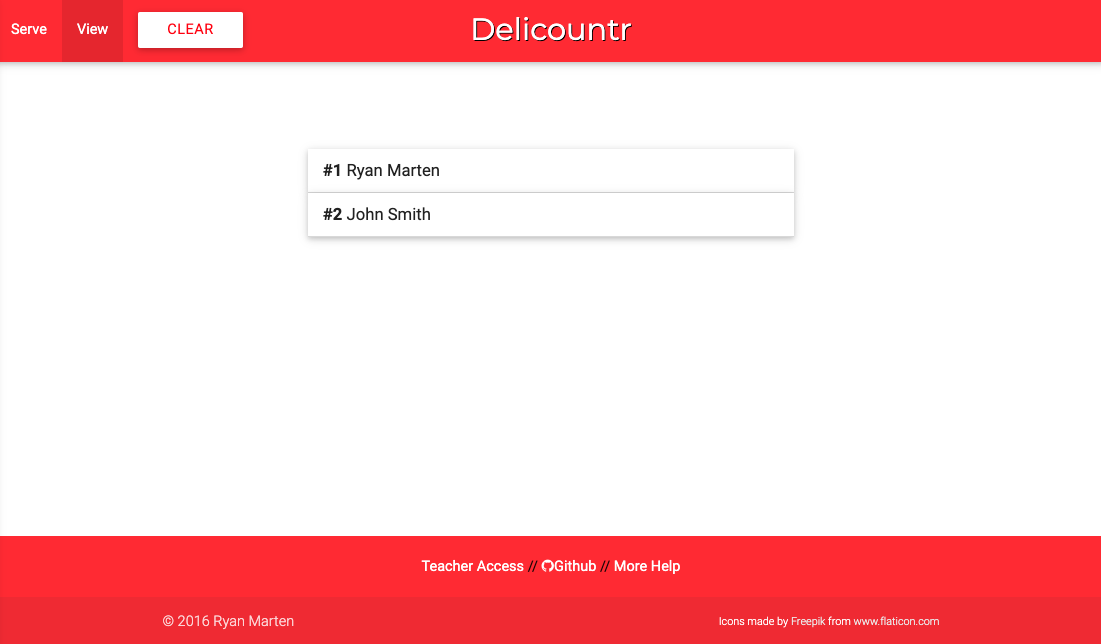 Serve View CLEAR Delicountr
#1 Ryan Marten
#2 John Smith
Teacher Access // Github // More Help
© 2016 Ryan Marten Icons made by Freepik from www.flaticon.com